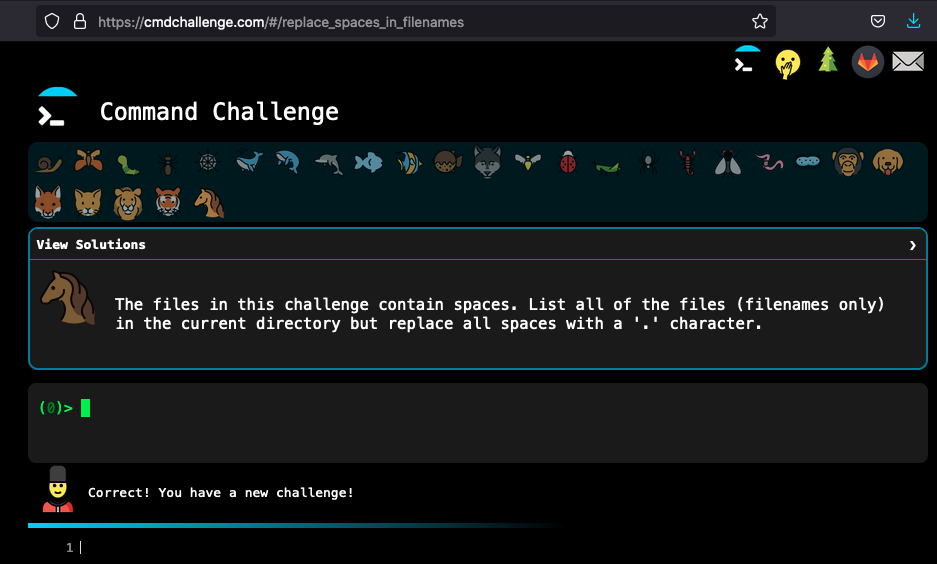 https://cmdchallenge.com/#/replace_spaces_in_filenames
Command Challenge
View Solutions
The files in this challenge contain spaces. List all of the files (filenames only)
in the current directory but replace all spaces with a '.' character.
(0)>
Correct! You have a new challenge!
1